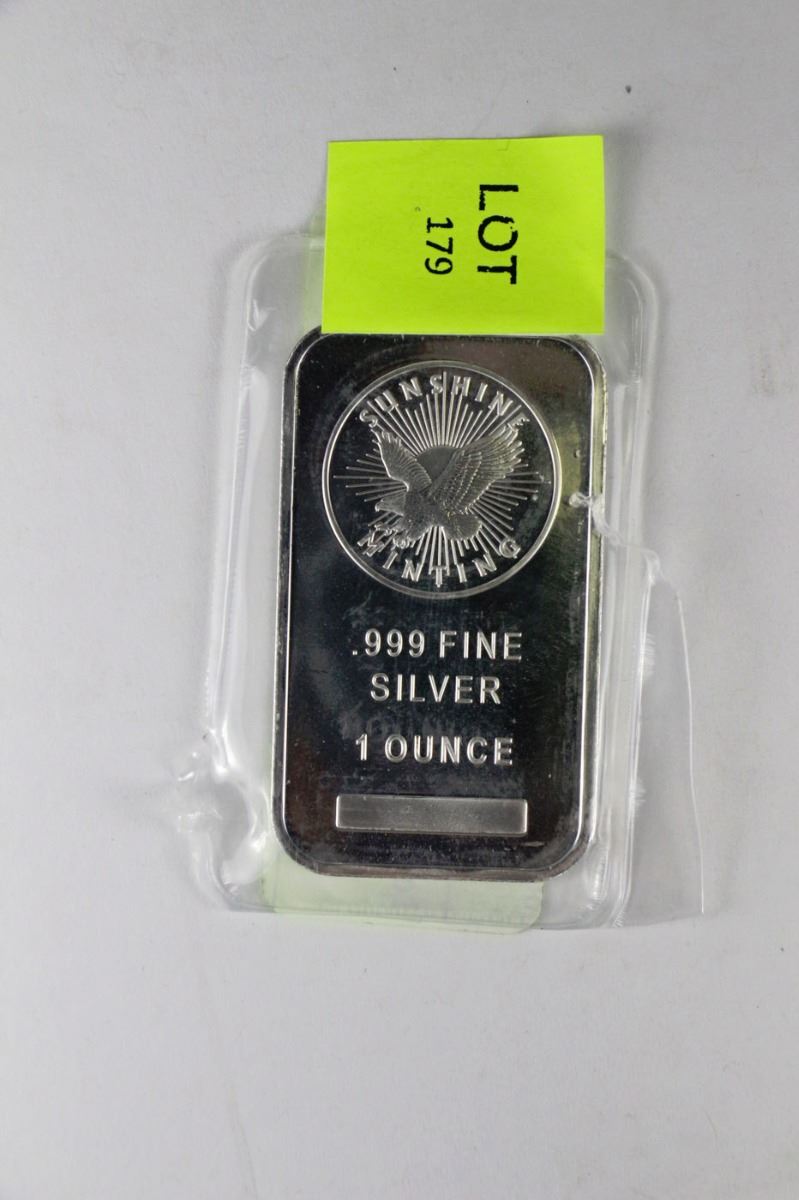 LOT
179
SUNSHINE
MINTING
.999 FINE
SILVER
1 OUNCE